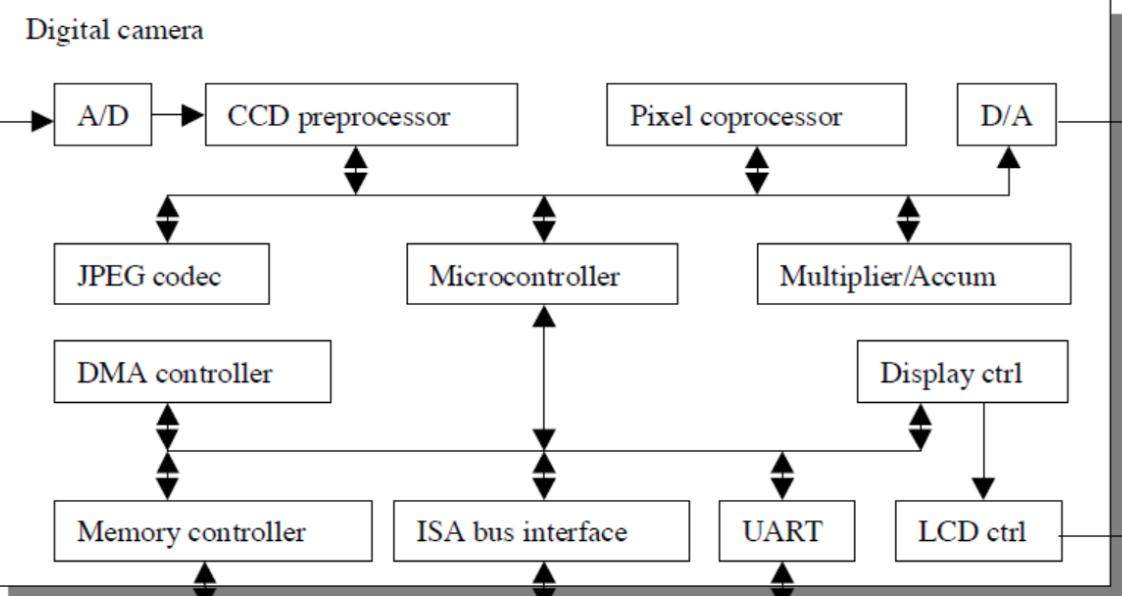 Digital camera
A/D
CCD preprocessor
Pixel coprocessor
D/A
JPEG codec
Microcontroller
Multiplier/Accum
DMA controller
Display ctrl
Memory controller
ISA bus interface
UART
LCD ctrl